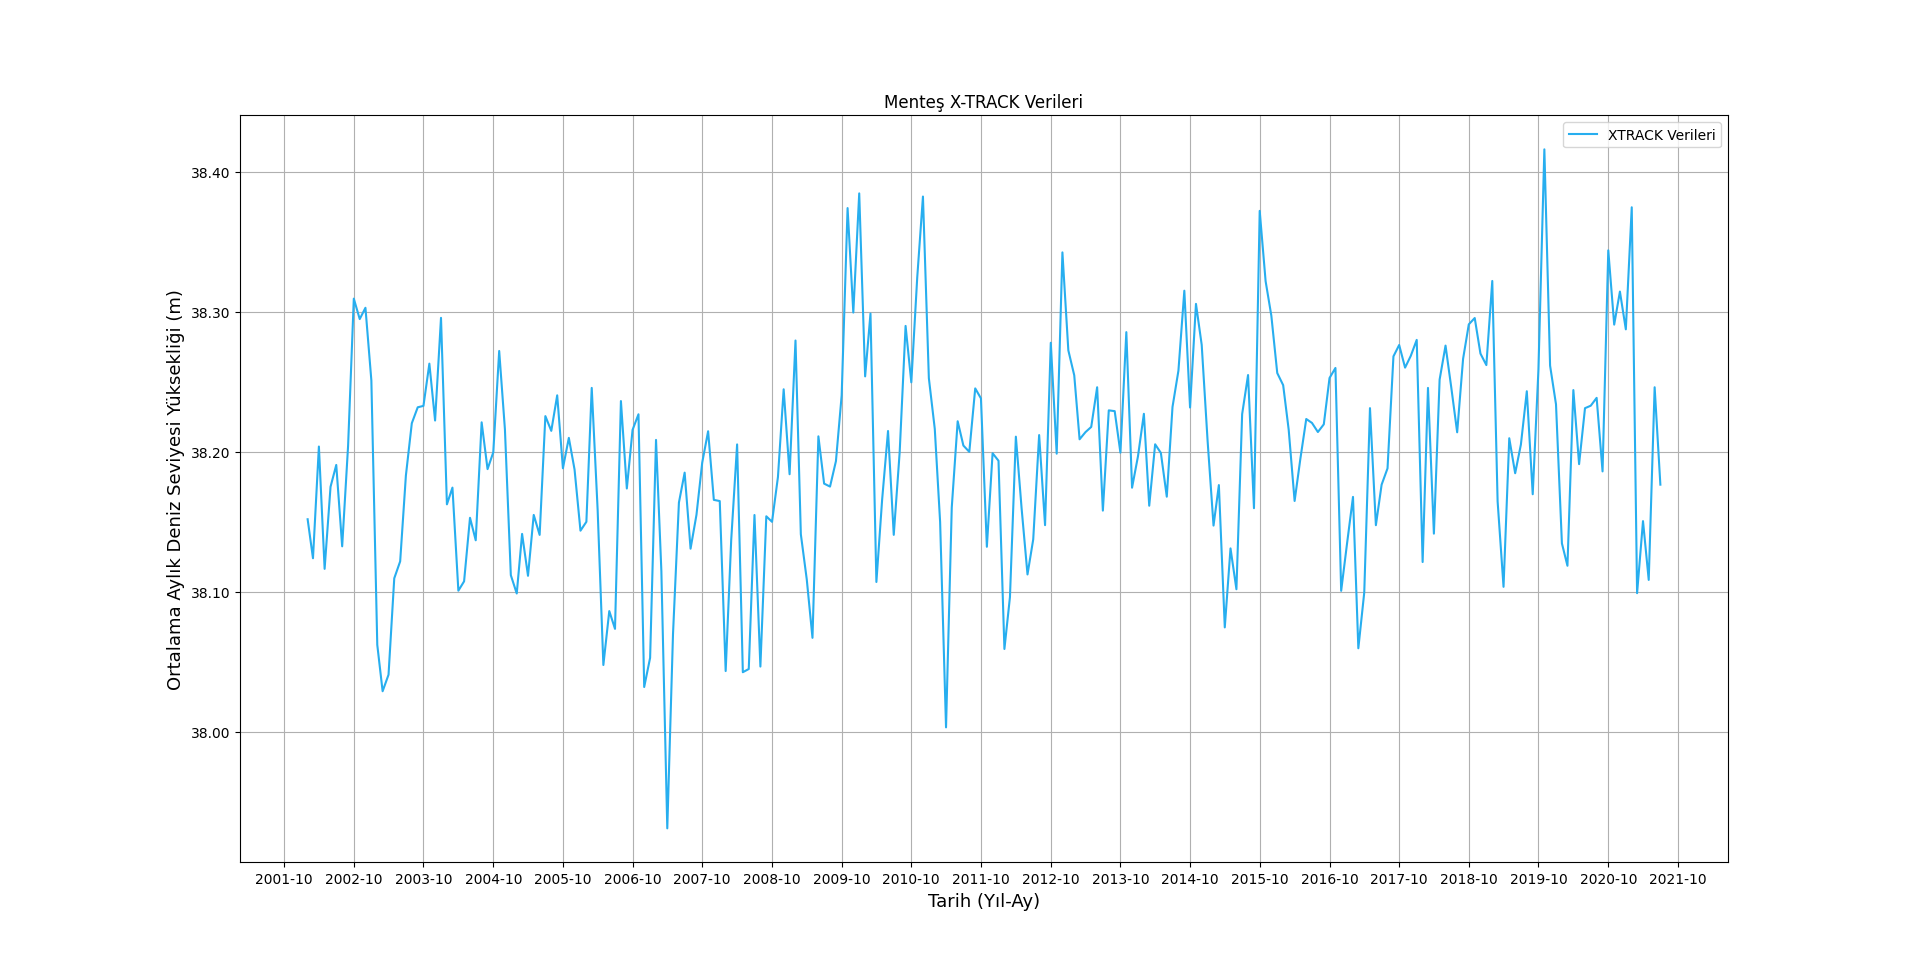 Menteş X-TRACK Verileri
XTRACK Verileri
Ortalama Aylık Deniz Seviyesi Yüksekliği (m)
38.40
38.30
38.20
38.10
38.00
2001-10 2002-10 2003-10 2004-10 2005-10 2006-10 2007-10 2008-10 2009-10 2010-10 2011-10 2012-10 2013-10 2014-10 2015-10 2016-10 2017-10 2018-10 2019-10 2020-10 2021-10
Tarih (Yıl-Ay)